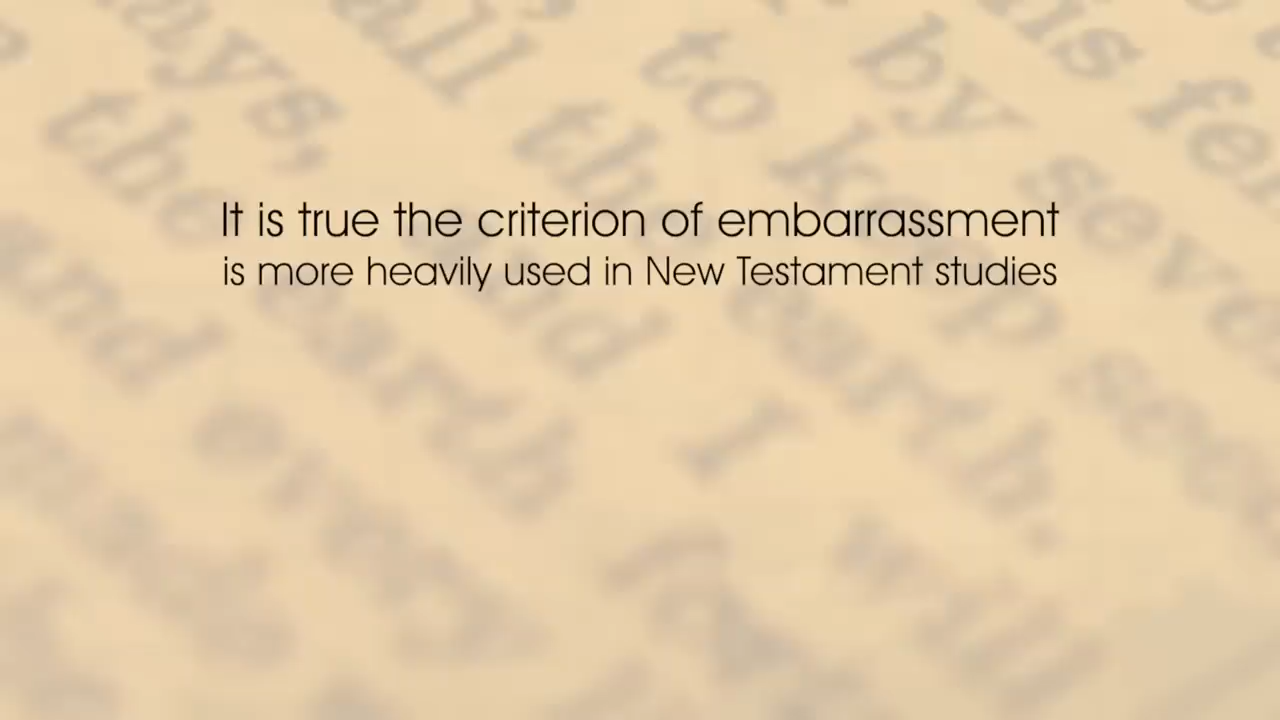 It is true the criterion of embarrassment
is more heavily used in New Testament studies